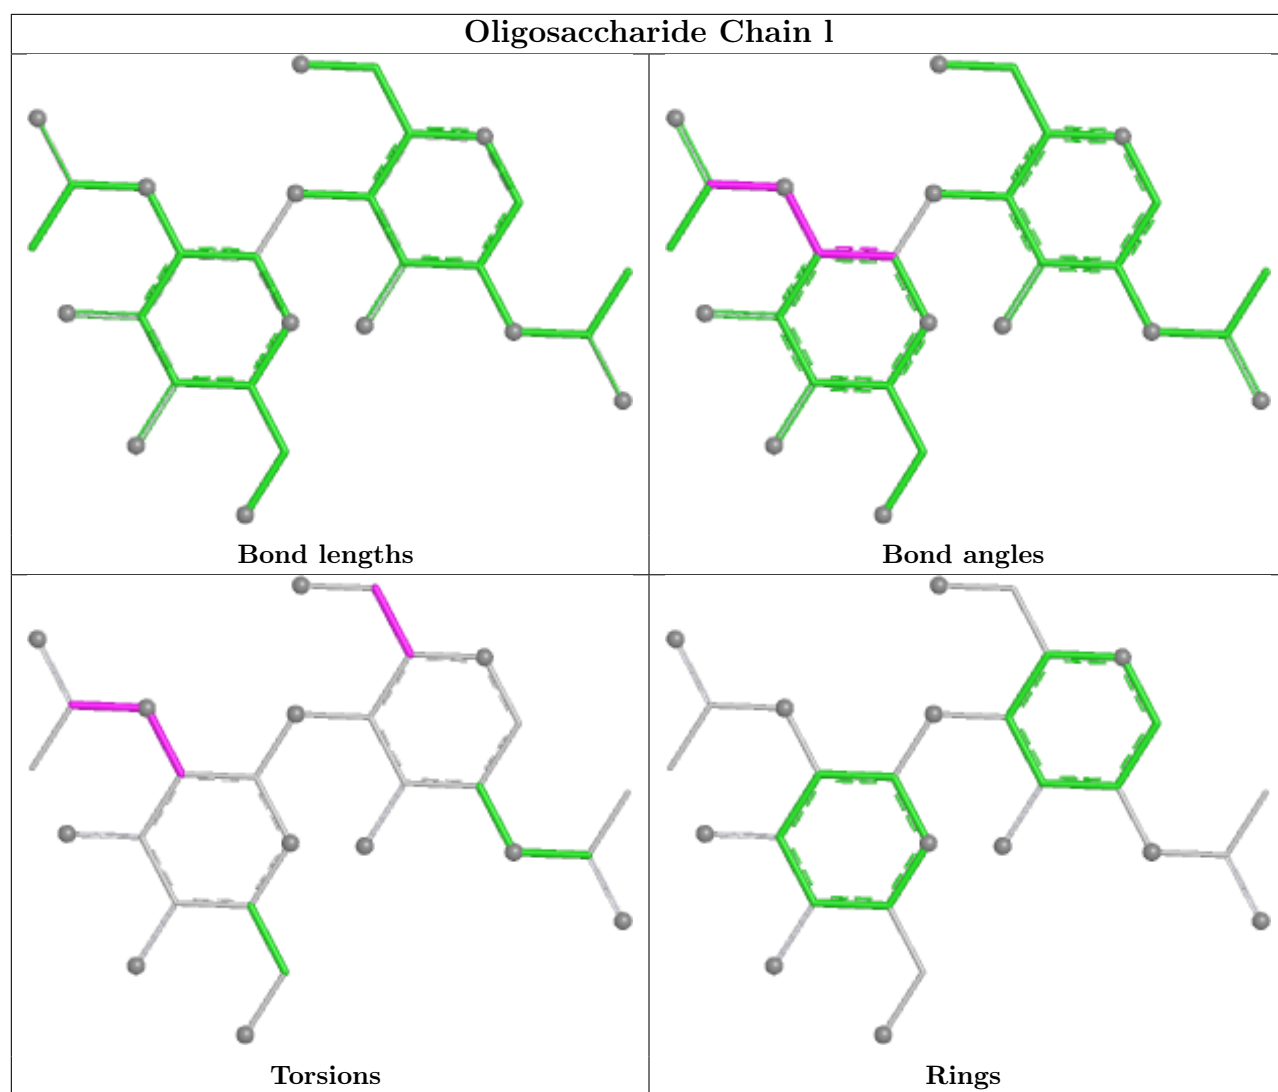 Oligosaccharide Chain l
Bond lengths
Bond angles
Torsions
Rings